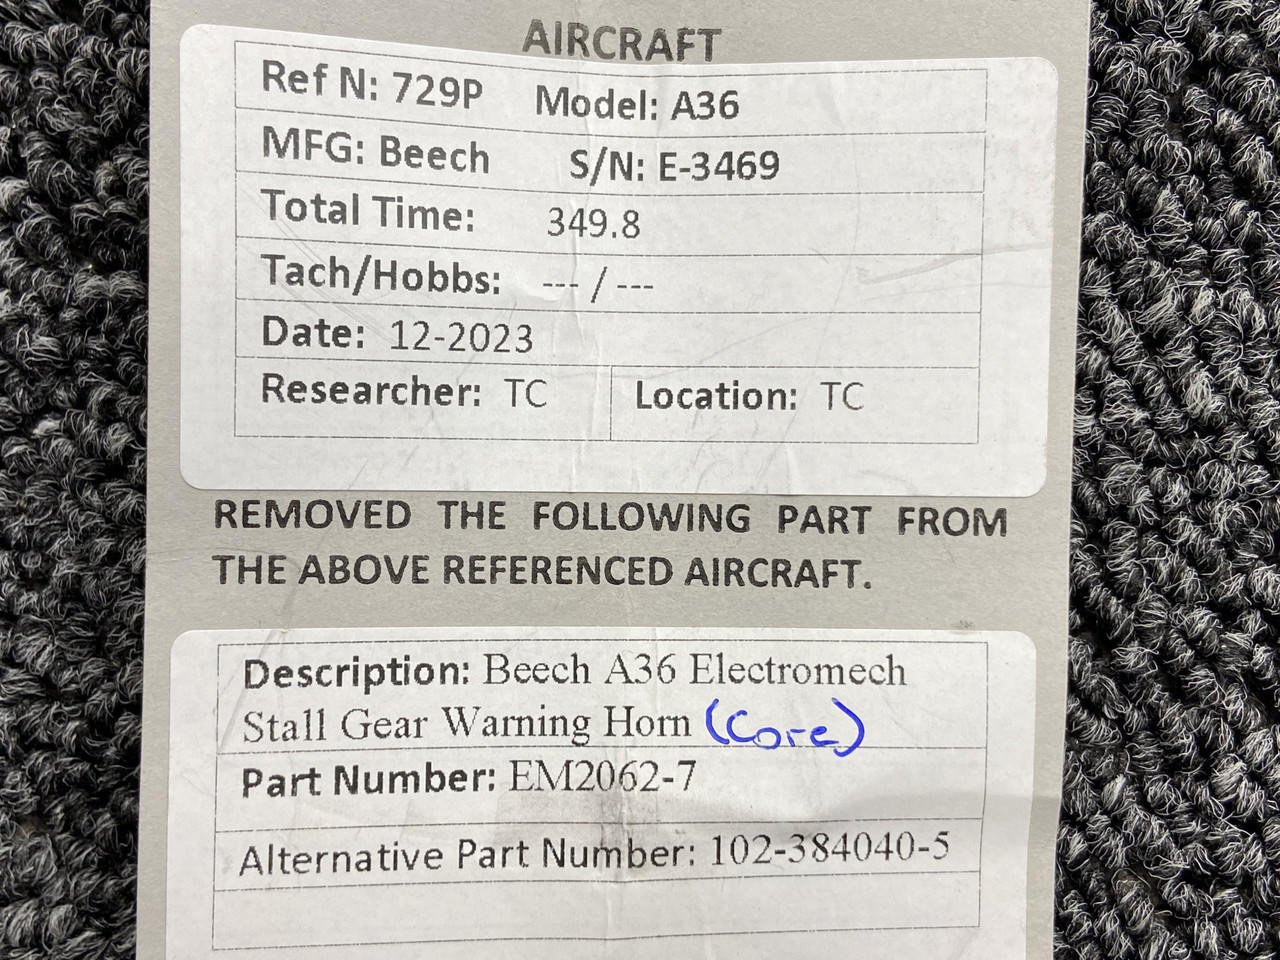 AIRCRAFT
Ref N: 729P Model: A36
MFG: Beech S/N: E-3469
Total Time: 349.8
Tach/Hobbs: --- / ---
Date: 12-2023
Researcher: TC Location: TC
REMOVED THE FOLLOWING PART FROM
THE ABOVE REFERENCED AIRCRAFT.
Description: Beech A36 Electromech
Stall Gear Warning Horn (Core)
Part Number: EM2062-7
Alternative Part Number: 102-384040-5